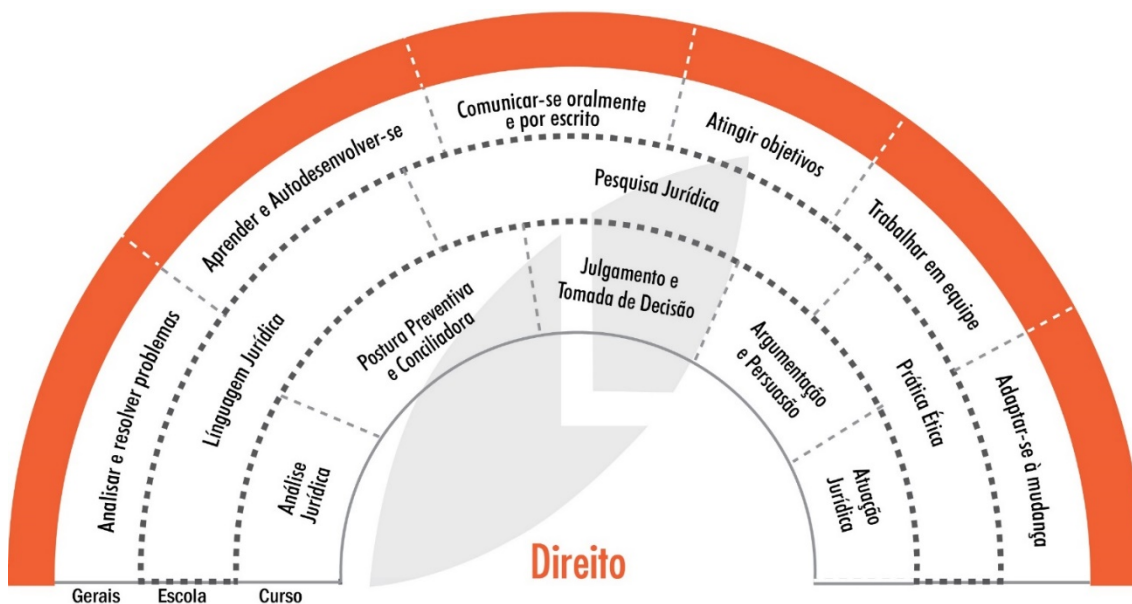 Analisar e resolver problemas
Aprender e Autodesenvolver-se
Comunicar-se oralmente
e por escrito
Atingir objetivos
Trabalhar em equipe
Adaptar-se à mudança
Línguagem Jurídica
Pesquisa Jurídica
Prática Ética
Análise
Jurídica
Postura Preventiva
e Conciliadora
Julgamento e
Tomada de Decisão
Argumentação
e Persuasão
Atuação
Jurídica
Direito
Gerais
Escola
Curso